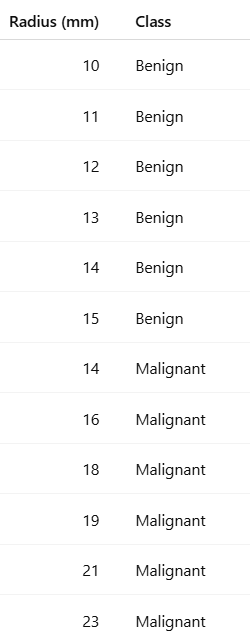 Radius (mm) Class
10 Benign
11 Benign
12 Benign
13 Benign
14 Benign
15 Benign
14 Malignant
16 Malignant
18 Malignant
19 Malignant
21 Malignant
23 Malignant